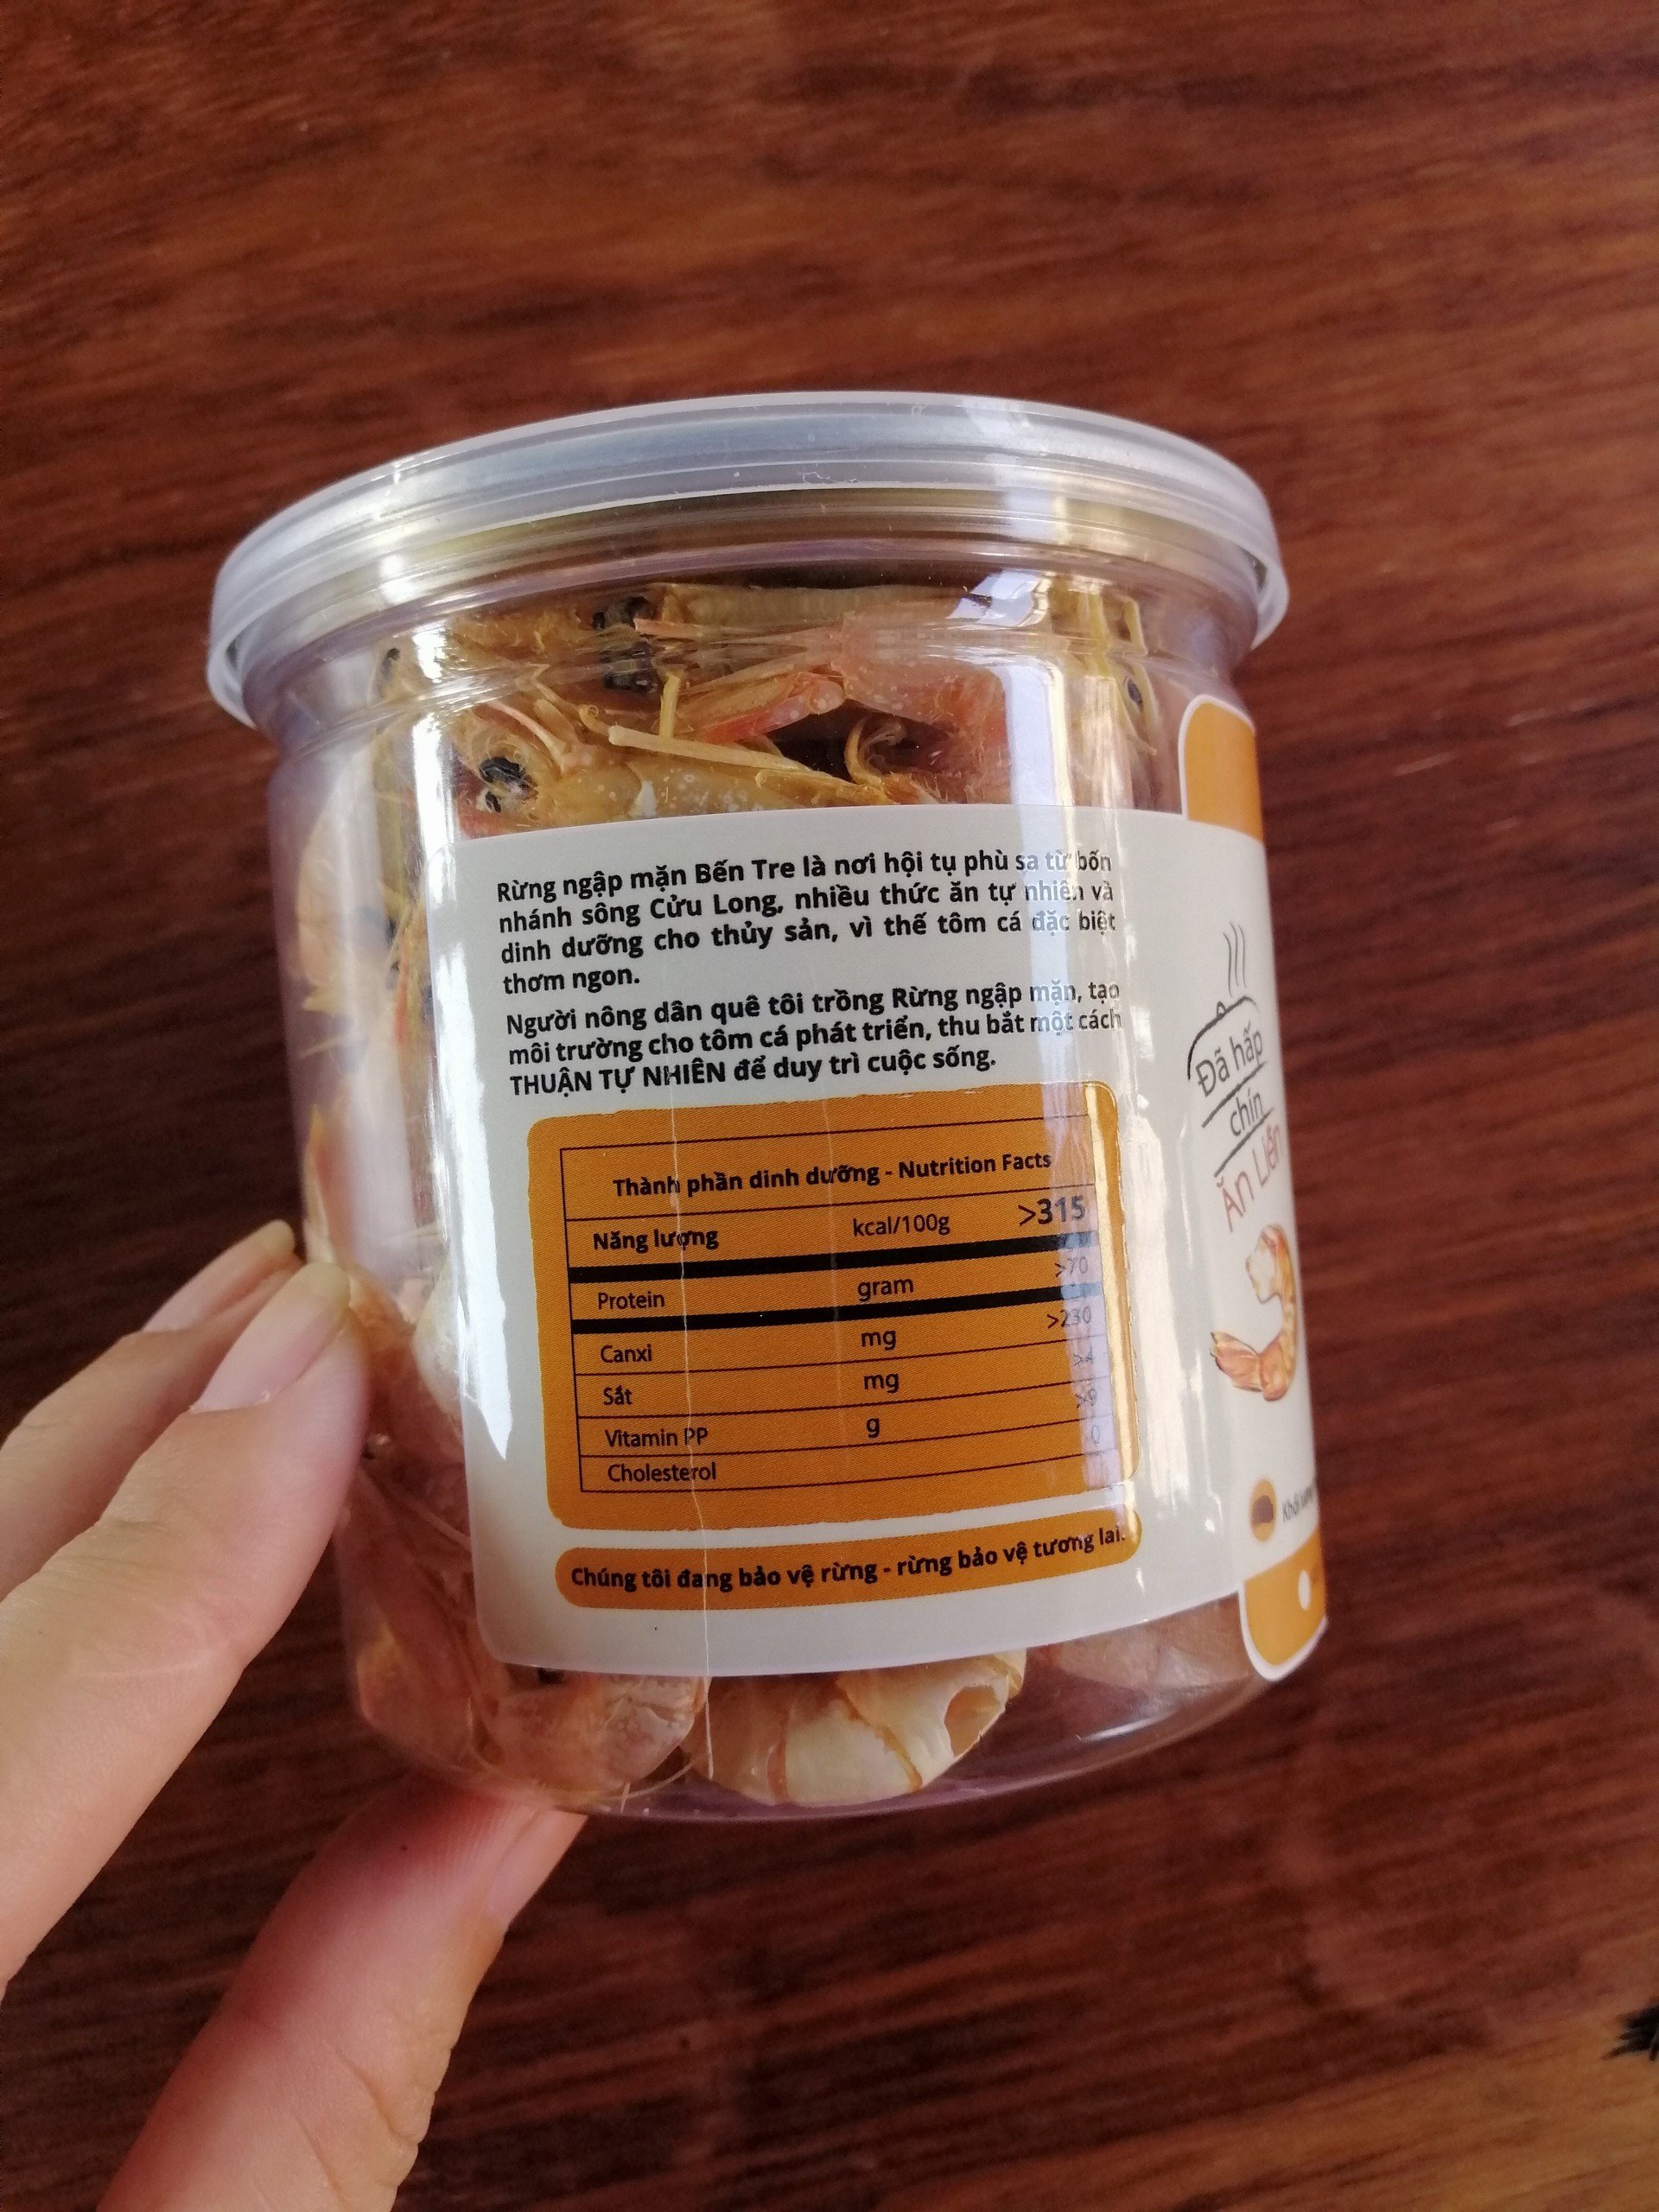 Rừng ngập mặn Bến Tre là nơi hội tụ phù sa từ bốn
nhánh sông Cửu Long, nhiều thức ăn tự nhiên và
dinh dưỡng cho thủy sản, vì thế tôm cá đặc biệt
thơm ngon.
Người nông dân quê tôi trồng Rừng ngập mặn, tạo
môi trường cho tôm cá phát triển, thu bắt một cách
THUẬN TỰ NHIÊN để duy trì cuộc sống.
Thành phần dinh dưỡng - Nutrition Facts
Năng lượng kcal/100g >315
Protein gram >70
Canxi mg >230
Sắt mg >4
Vitamin PP g >9
Cholesterol 0
Chúng tôi đang bảo vệ rừng - rừng bảo vệ tương lai.
Đã hấp
chín
Ăn Liền
Khối lượng